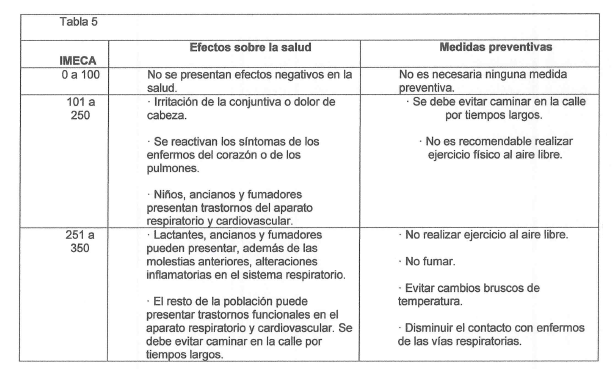 Tabla 5
IMECA
Efectos sobre la salud
Medidas preventivas
0 a 100
No se presentan efectos negativos en la
salud.
No es necesaria ninguna medida
preventiva.
101 a
250
· Irritación de la conjuntiva o dolor de
cabeza.
· Se reactivan los síntomas de los
enfermos del corazón o de los
pulmones.
· Niños, ancianos y fumadores
presentan trastornos del aparato
respiratorio y cardiovascular.
· Se debe evitar caminar en la calle
por tiempos largos.
· No es recomendable realizar
ejercicio físico al aire libre.
251 a
350
· Lactantes, ancianos y fumadores
pueden presentar, además de las
molestias anteriores, alteraciones
inflamatorias en el sistema respiratorio.
· El resto de la población puede
presentar trastornos funcionales en el
aparato respiratorio y cardiovascular. Se
debe evitar caminar en la calle por
tiempos largos.
· No realizar ejercicio al aire libre.
· No fumar.
· Evitar cambios bruscos de
temperatura.
· Disminuir el contacto con enfermos
de las vías respiratorias.